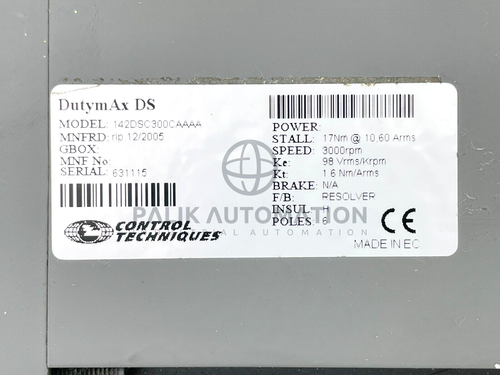 DutymAx DS
MODEL: 142DSC300CAAAA
MNFRD: rip 12/2005
GBOX:
MNF No:
SERIAL: 631115
CONTROL
TECHNIQUES
POWER:
STALL: 17Nm @ 10,60 Arms
SPEED: 3000rpm
Ke: 98 Vrms/Krpm
Kt: 1 6 Nm/Arms
BRAKE: N/A
F/B: RESOLVER
INSUL H
POLES 6
CE
MADE IN EC
PALIK AUTOMATION
AUTOMATION